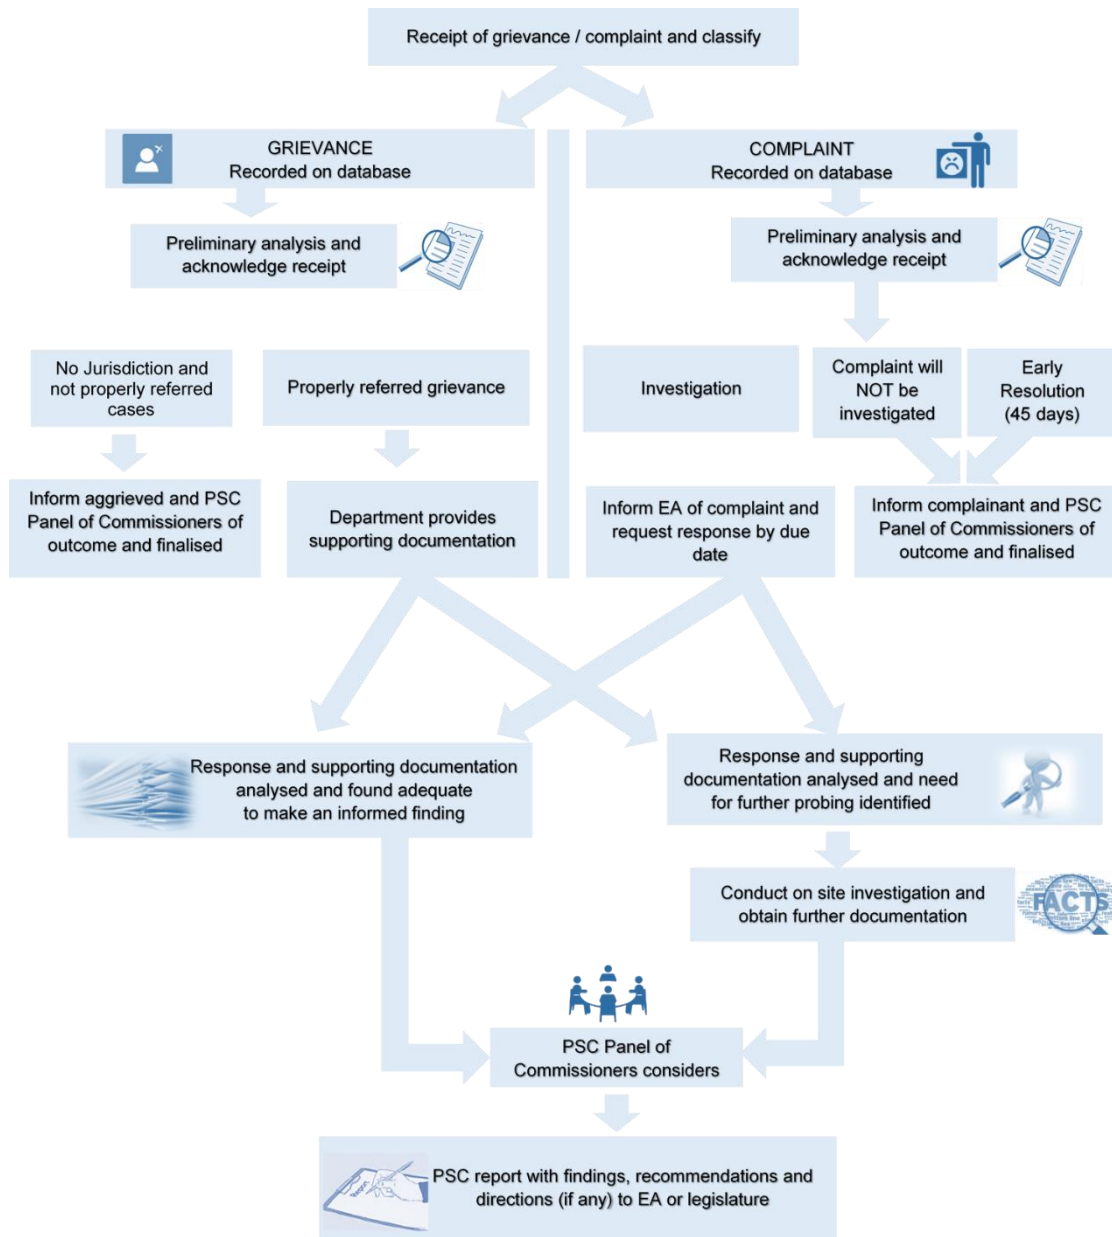 Receipt of grievance / complaint and classify
GRIEVANCE
Recorded on database
COMPLAINT
Recorded on database
Preliminary analysis and
acknowledge receipt
Preliminary analysis and
acknowledge receipt
No Jurisdiction and
not properly referred
cases
Properly referred grievance
Investigation
Complaint will
NOT be
investigated
Early
Resolution
(45 days)
Inform aggrieved and PSC
Panel of Commissioners of
outcome and finalised
Department provides
supporting documentation
Inform EA of complaint and
request response by due
date
Inform complainant and PSC
Panel of Commissioners of
outcome and finalised
Response and supporting documentation
analysed and found adequate
to make an informed finding
Response and supporting
documentation analysed and need
for further probing identified
Conduct on site investigation and
obtain further documentation
FACTS
PSC Panel of
Commissioners considers
Report
PSC report with findings, recommendations and
directions (if any) to EA or legislature